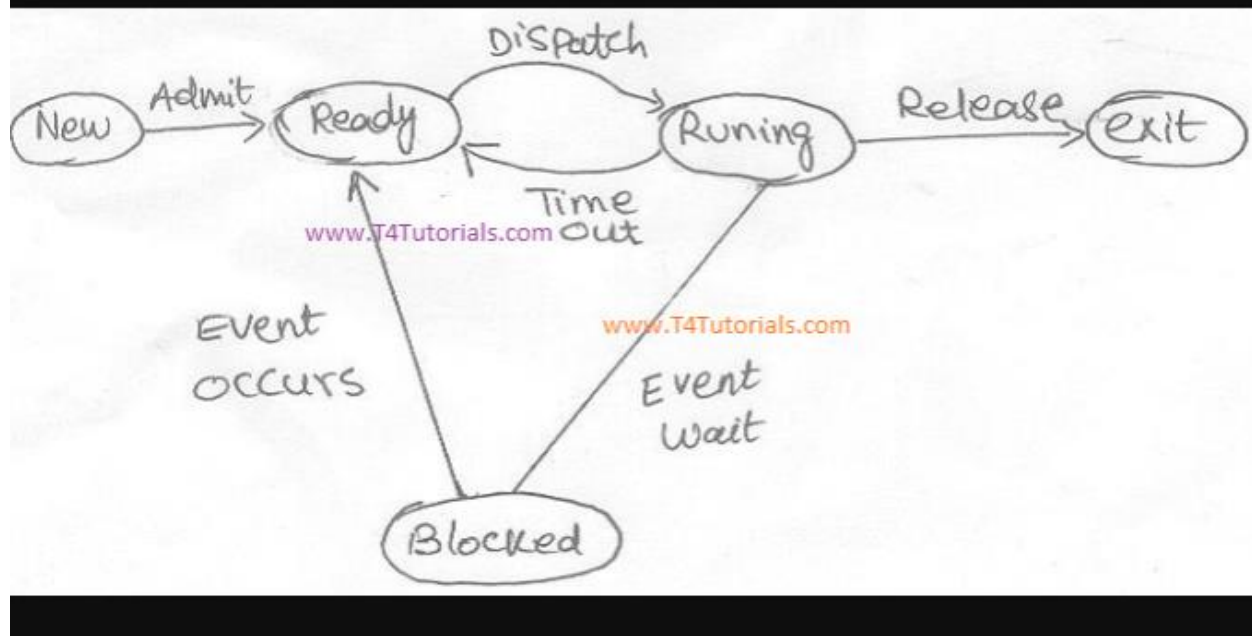 Dispatch
Admit
New
Ready
Runing
Release
exit
Time
Out
www.T4Tutorials.com
Event
occurs
www.T4Tutorials.com
Event
wait
Blocked